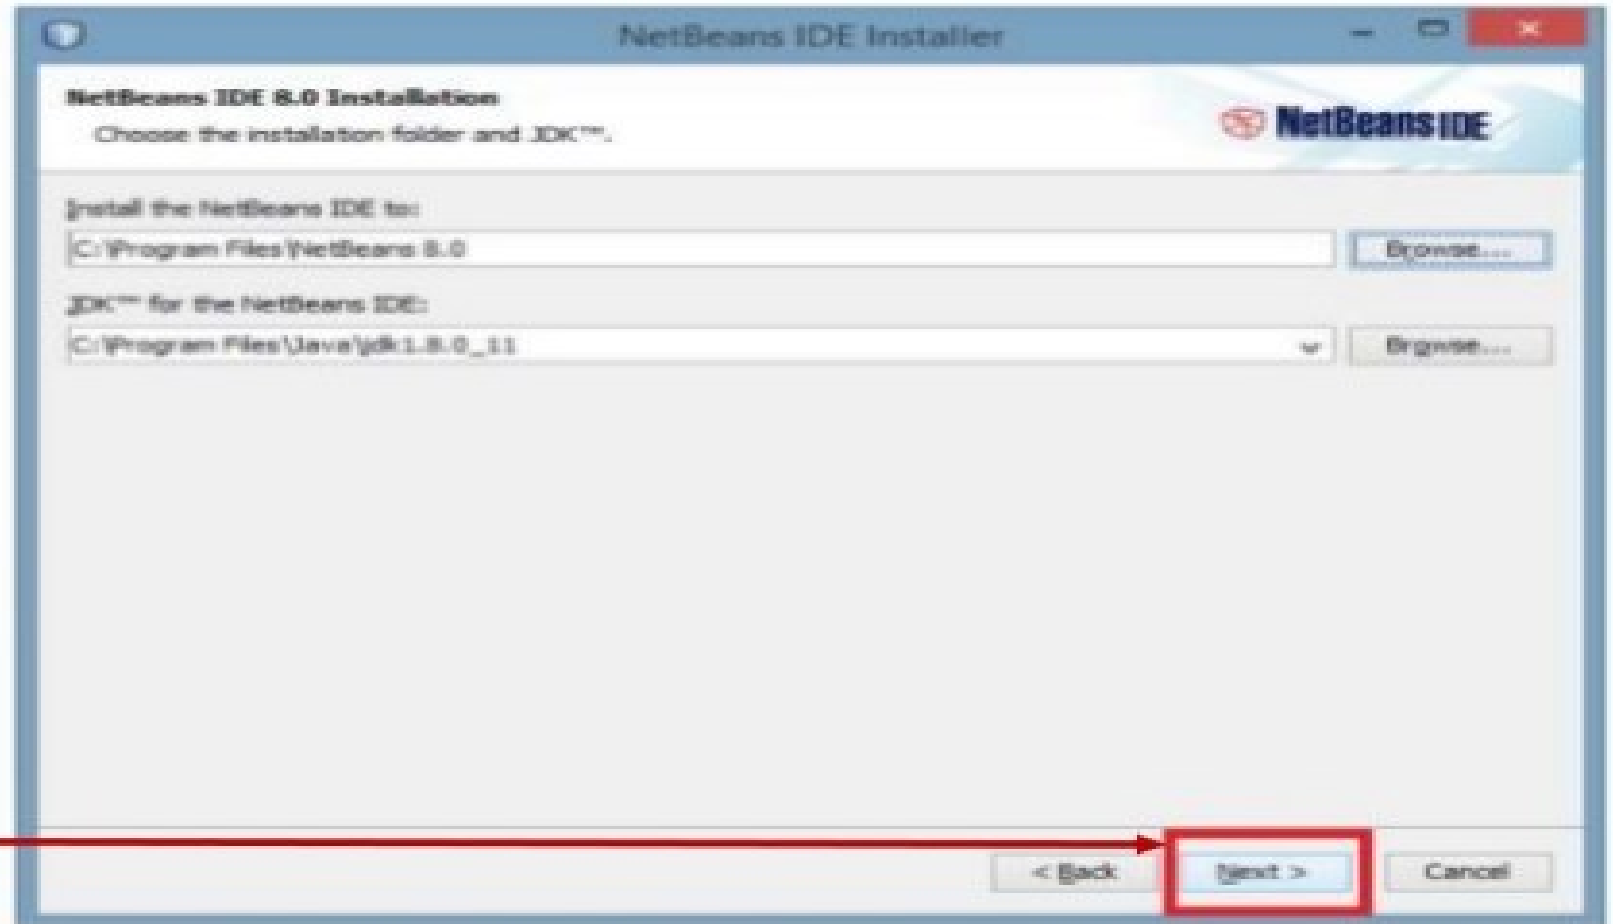 NetBeans IDE Installer
NetBeans IDE 8.0 Installation
Choose the installation folder and JDK™.
NetBeans IDE
Install the NetBeans IDE to:
C:\Program Files\NetBeans 8.0
Browse...
JDK™ for the NetBeans IDE:
C:\Program Files\Java\jdk1.8.0_11
Browse...
< Back
Next >
Cancel